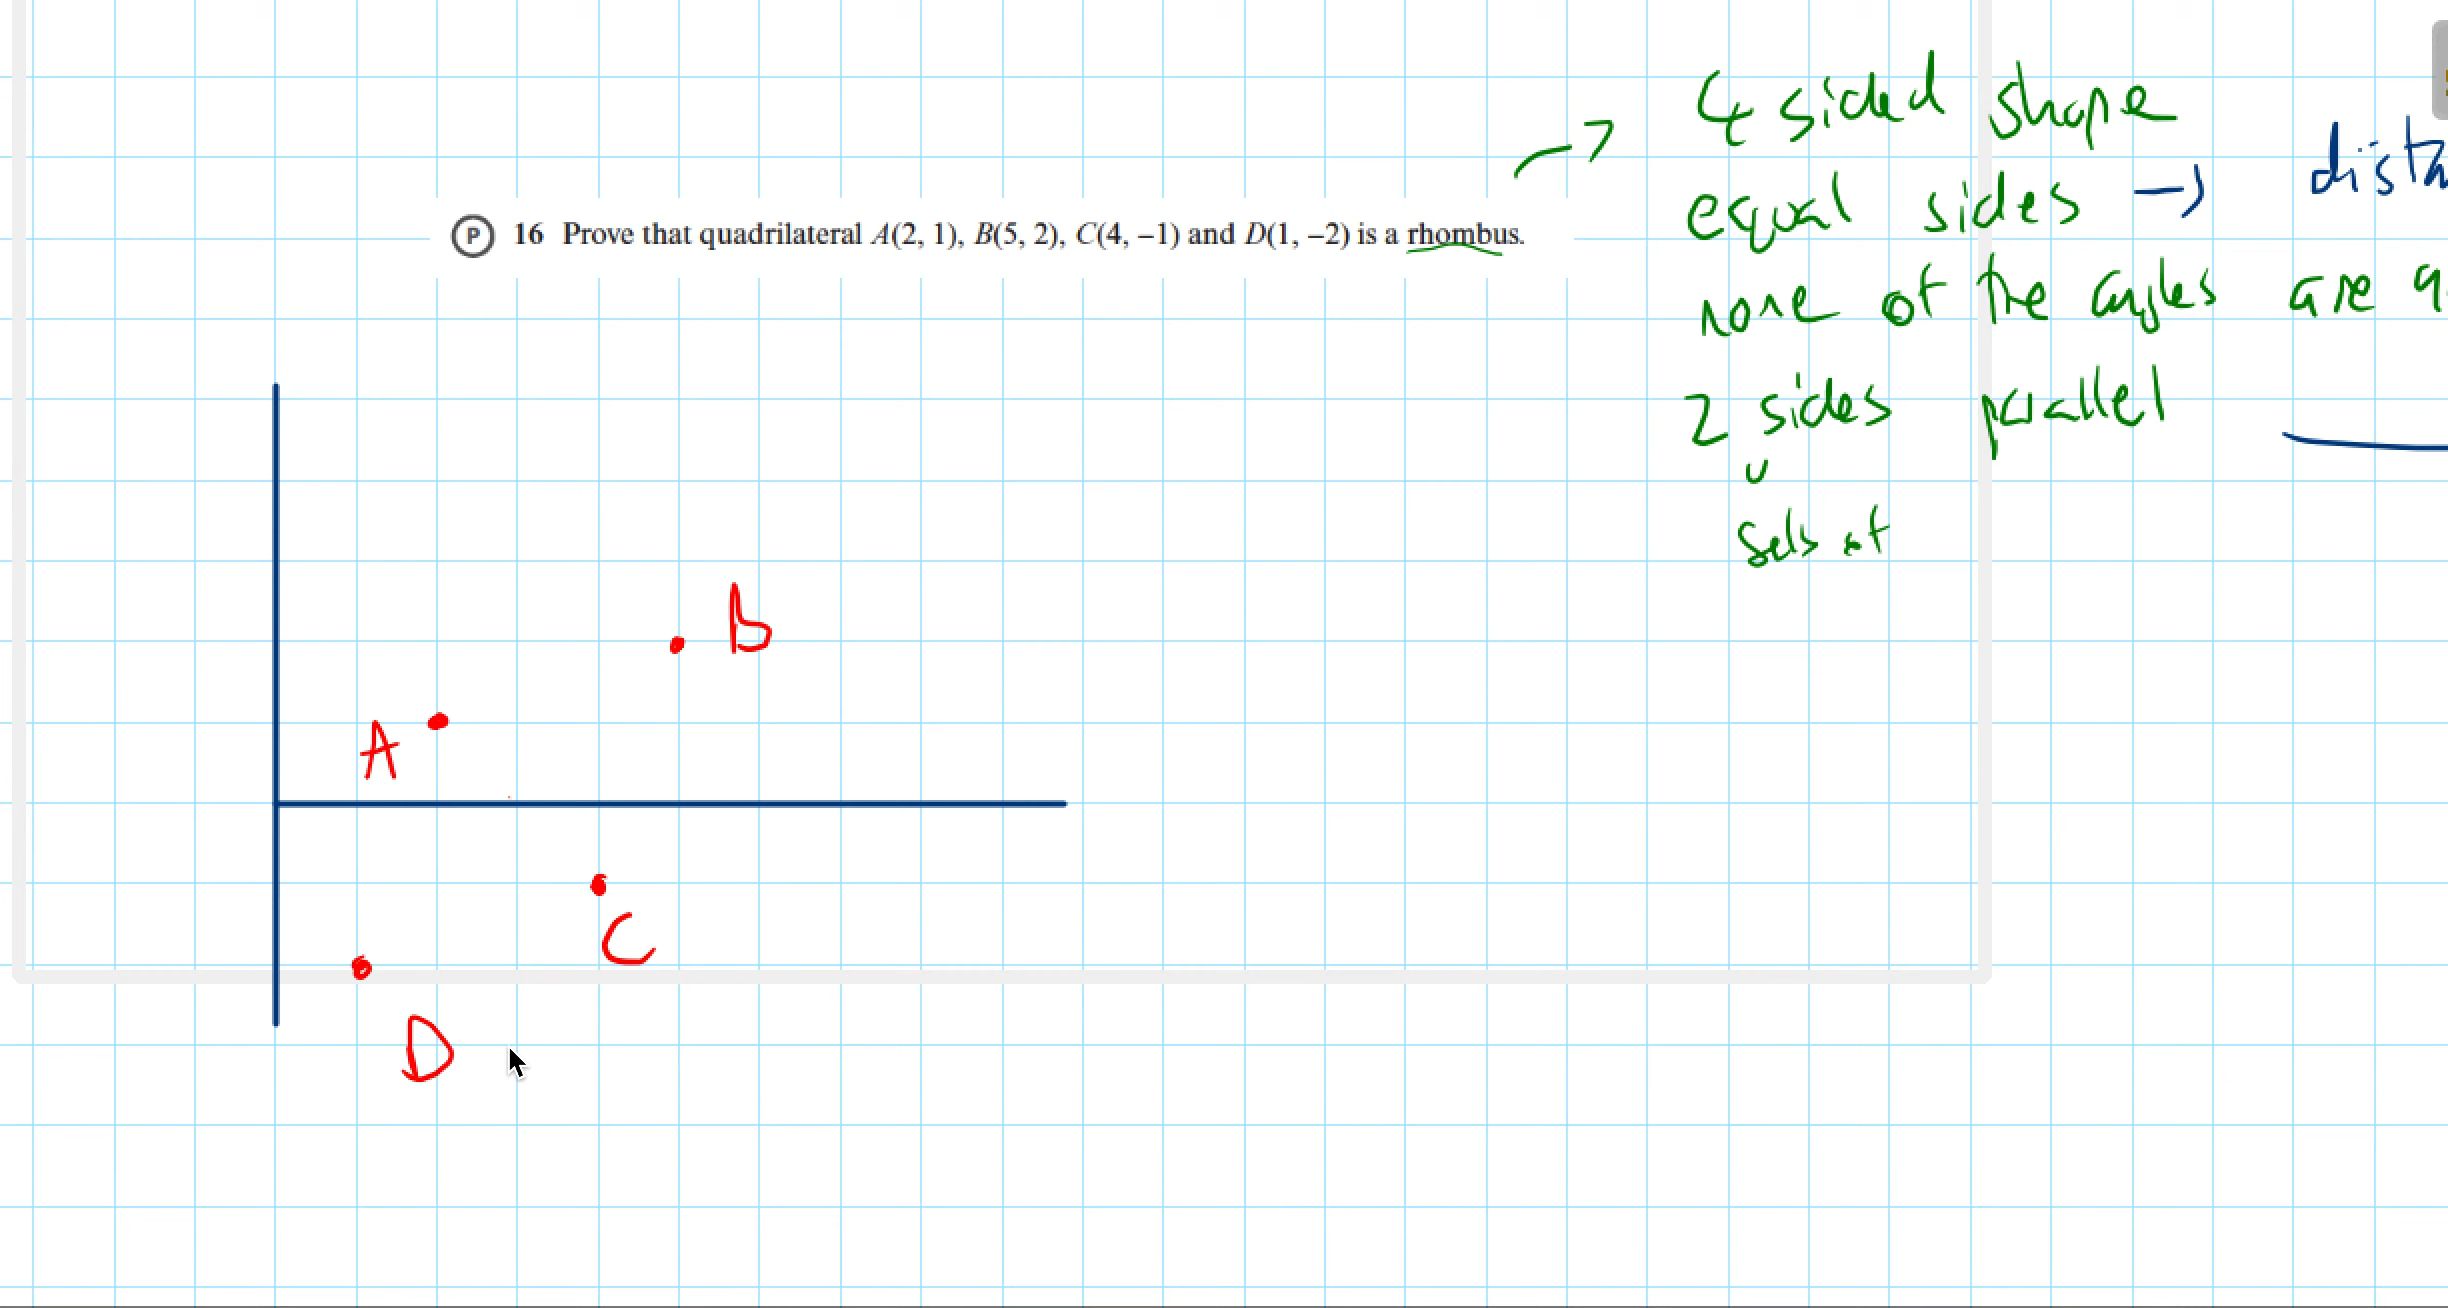 4 sided shape
equal sides → dist
P 16 Prove that quadrilateral A(2, 1), B(5, 2), C(4, −1) and D(1, −2) is a rhombus.
none of the angles are
2 sides parallel
sets of
B
A
C
D